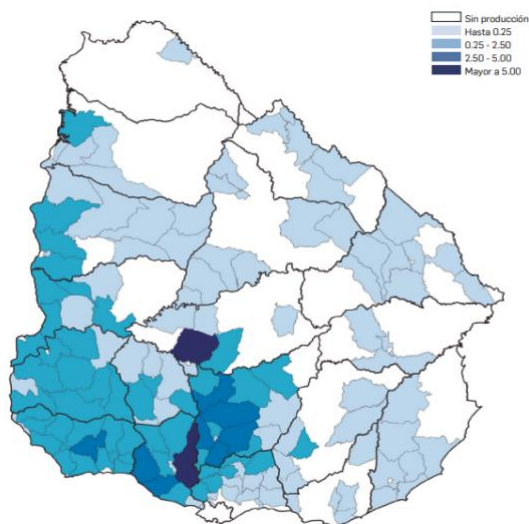 Sin producción
Hasta 0.25
0.25 - 2.50
2.50 - 5.00
Mayor a 5.00